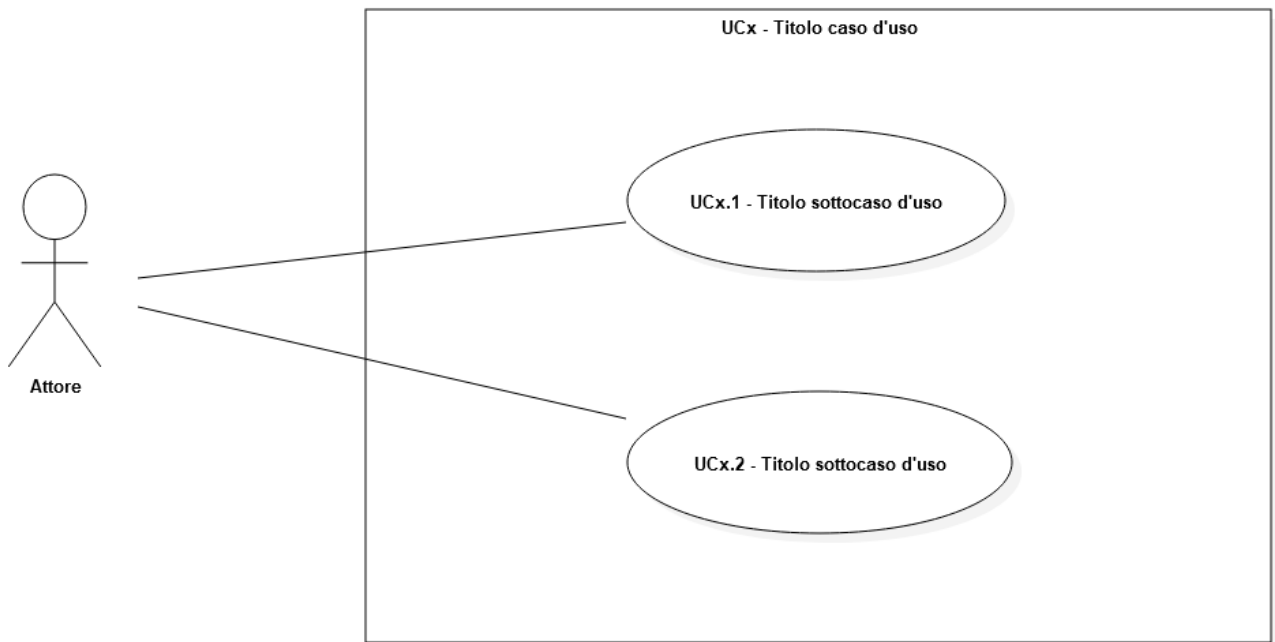 UCx - Titolo caso d'uso
UCx.1 - Titolo sottocaso d'uso
Attore
UCx.2 - Titolo sottocaso d'uso